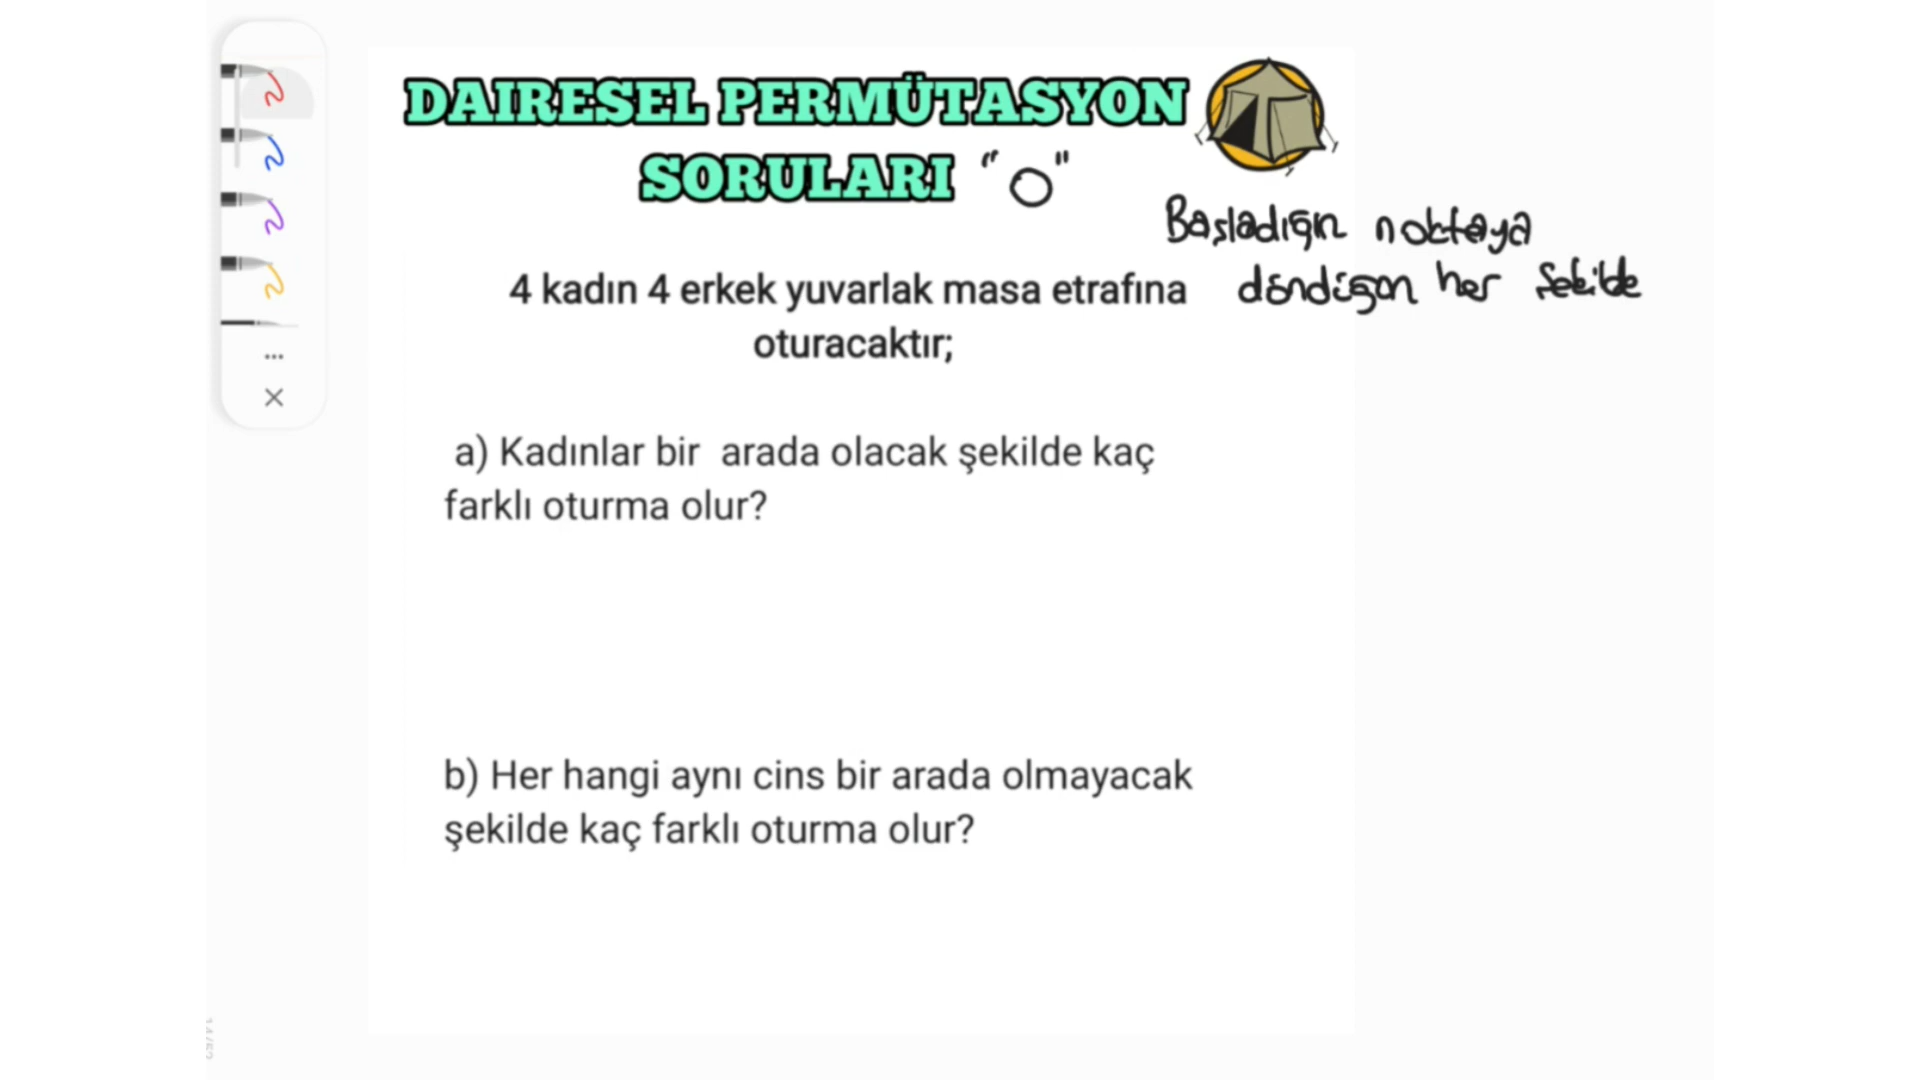 DAIRESEL PERMÜTASYON
SORULARI "O"
Başladığın noktaya
döndüğün her şekilde
4 kadın 4 erkek yuvarlak masa etrafına
oturacaktır;
a) Kadınlar bir arada olacak şekilde kaç
farklı oturma olur?
b) Her hangi aynı cins bir arada olmayacak
şekilde kaç farklı oturma olur?